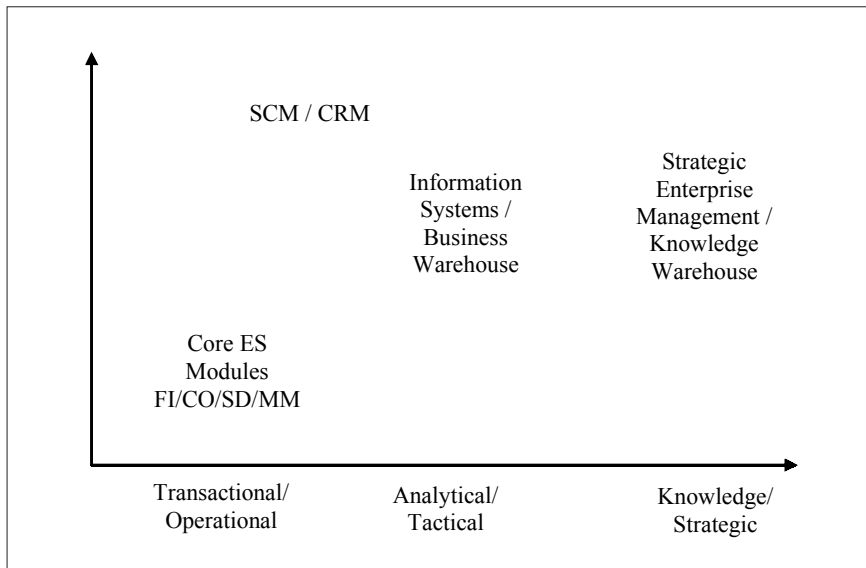 SCM / CRM
Information
Systems /
Business
Warehouse
Strategic
Enterprise
Management /
Knowledge
Warehouse
Core ES
Modules
FI/CO/SD/MM
Transactional/
Operational
Analytical/
Tactical
Knowledge/
Strategic